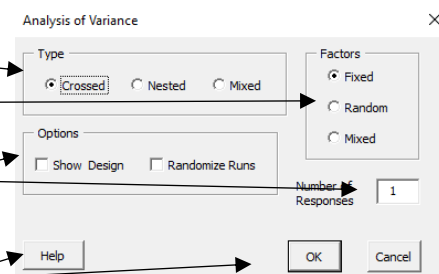 Analysis of Variance
Type
Crossed Nested Mixed
Factors
Fixed
Random
Mixed
Options
Show Design Randomize Runs
Number of
Responses
1
Help
OK
Cancel